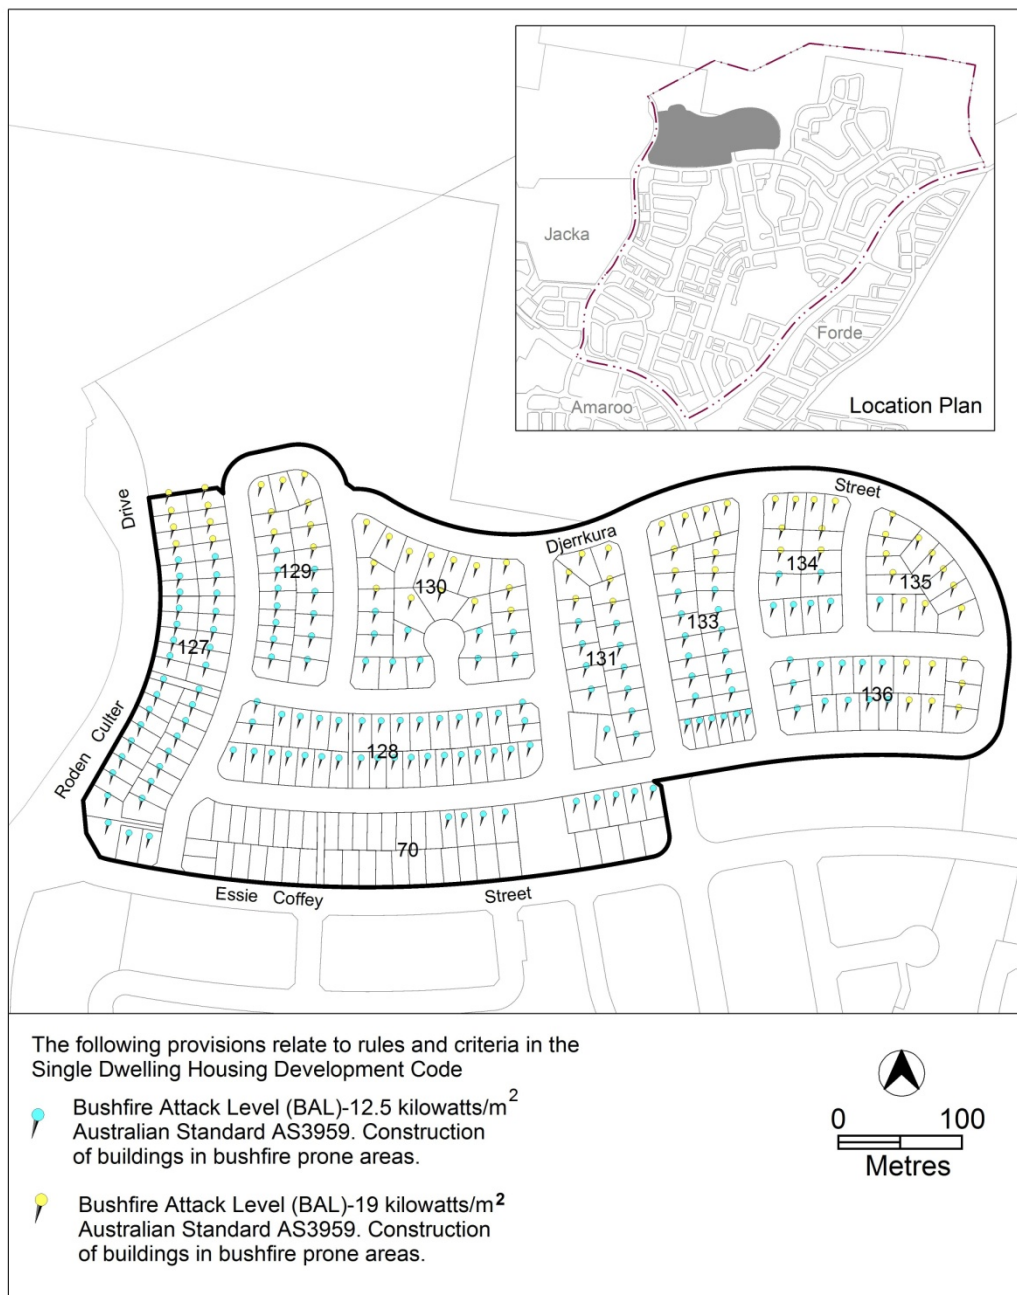 Jacka
Forde
Amaroo
Location Plan
Drive
Street
Djerrkura
129
130
134
135
127
133
131
136
Culter
Roden
128
70
Essie Coffey Street
The following provisions relate to rules and criteria in the
Single Dwelling Housing Development Code
Bushfire Attack Level (BAL)-12.5 kilowatts/m²
Australian Standard AS3959. Construction
of buildings in bushfire prone areas.
Bushfire Attack Level (BAL)-19 kilowatts/m²
Australian Standard AS3959. Construction
of buildings in bushfire prone areas.
0 100
Metres